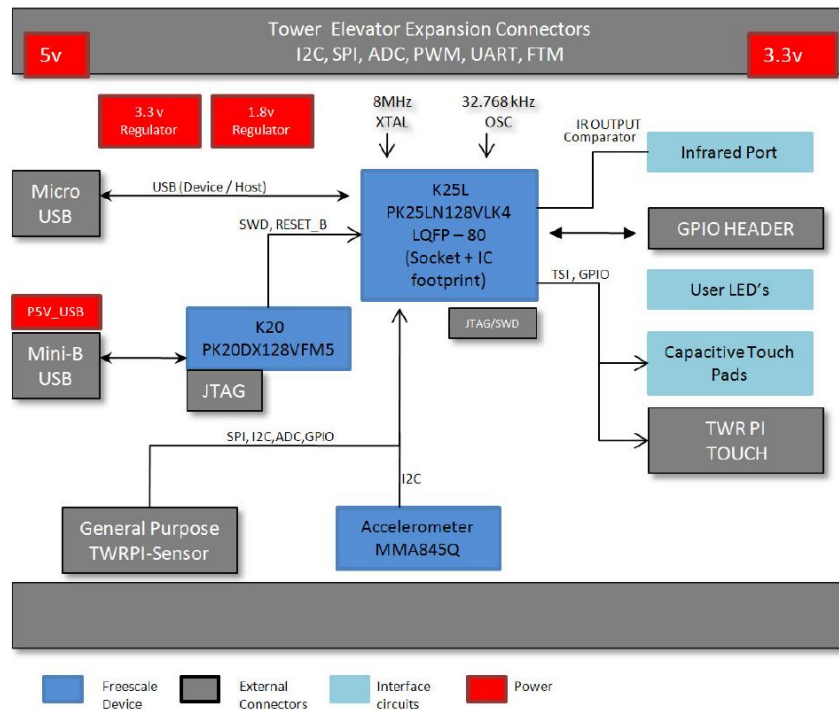 Tower Elevator Expansion Connectors
I2C, SPI, ADC, PWM, UART, FTM
5v
3.3v
3.3 v
Regulator
1.8v
Regulator
8MHz
XTAL
32.768 kHz
OSC
IR OUTPUT
Comparator
Infrared Port
Micro
USB
USB (Device / Host)
K25L
PK25LN128VLK4
LQFP – 80
(Socket + IC
footprint)
GPIO HEADER
SWD, RESET_B
TSI , GPIO
User LED's
P5V_USB
Mini-B
USB
K20
PK20DX128VFM5
JTAG
JTAG/SWD
Capacitive Touch
Pads
TWR PI
TOUCH
SPI, I2C,ADC,GPIO
I2C
General Purpose
TWRPI-Sensor
Accelerometer
MMA845Q
Freescale
Device
External
Connectors
Interface
circuits
Power